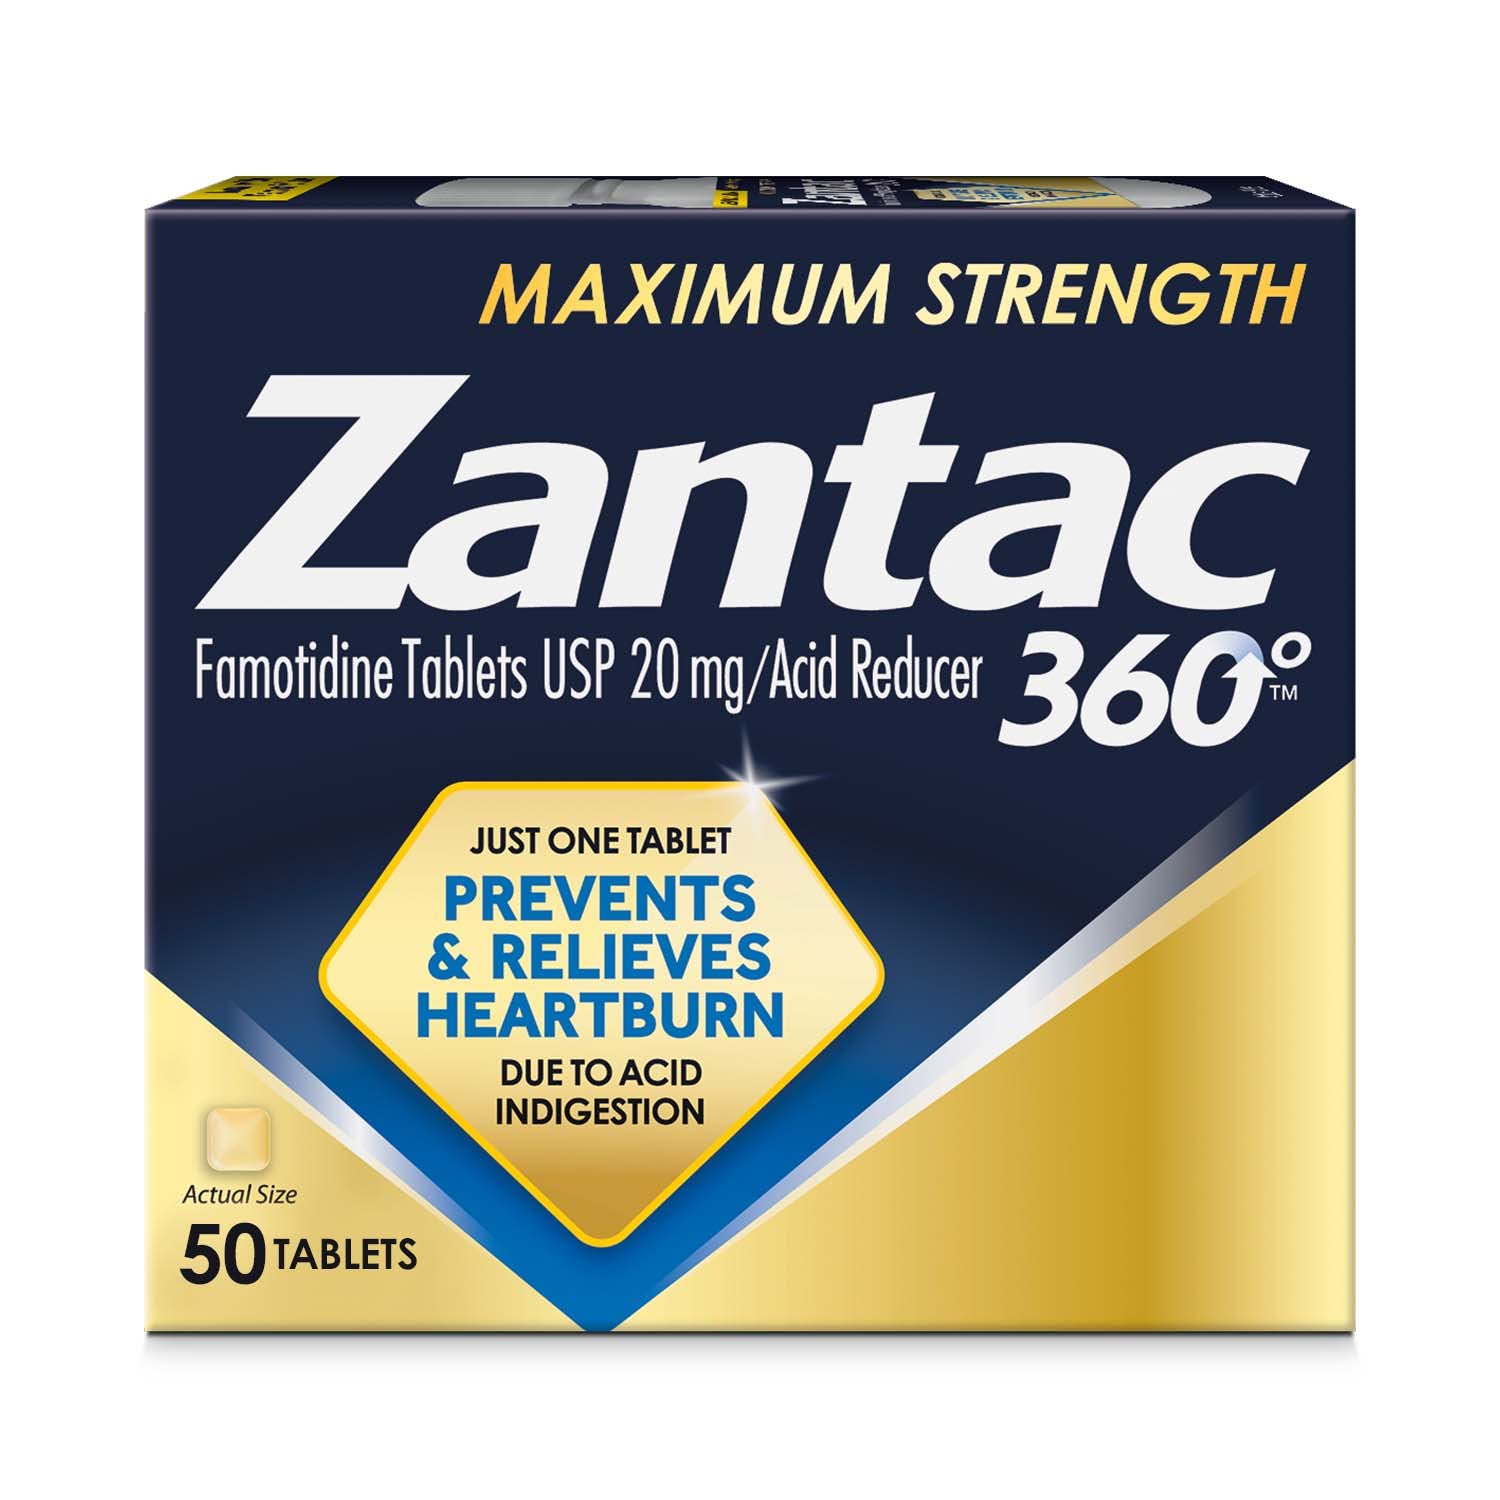 MAXIMUM STRENGTH
Zantac
Famotidine Tablets USP 20 mg/Acid Reducer
360°™
JUST ONE TABLET
PREVENTS
& RELIEVES
HEARTBURN
DUE TO ACID
INDIGESTION
Actual Size
50 TABLETS